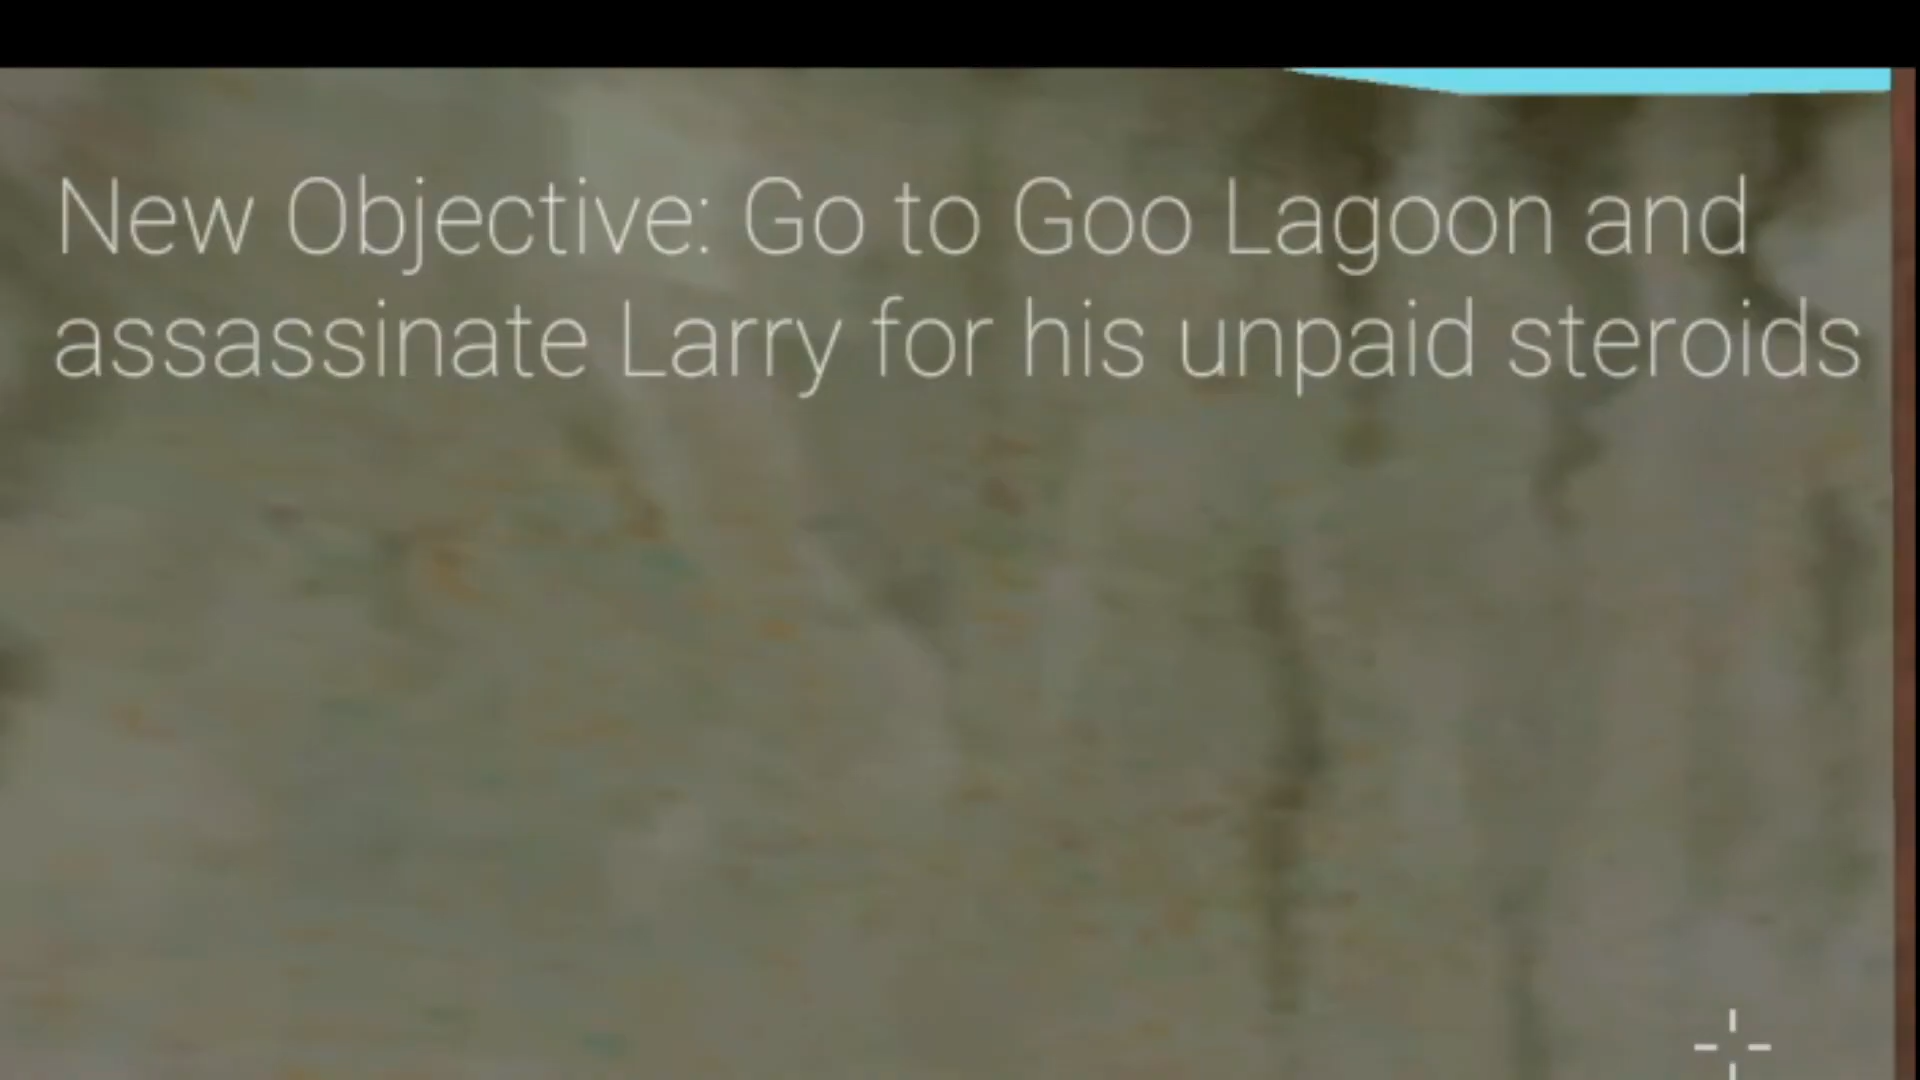 New Objective: Go to Goo Lagoon and
assassinate Larry for his unpaid steroids